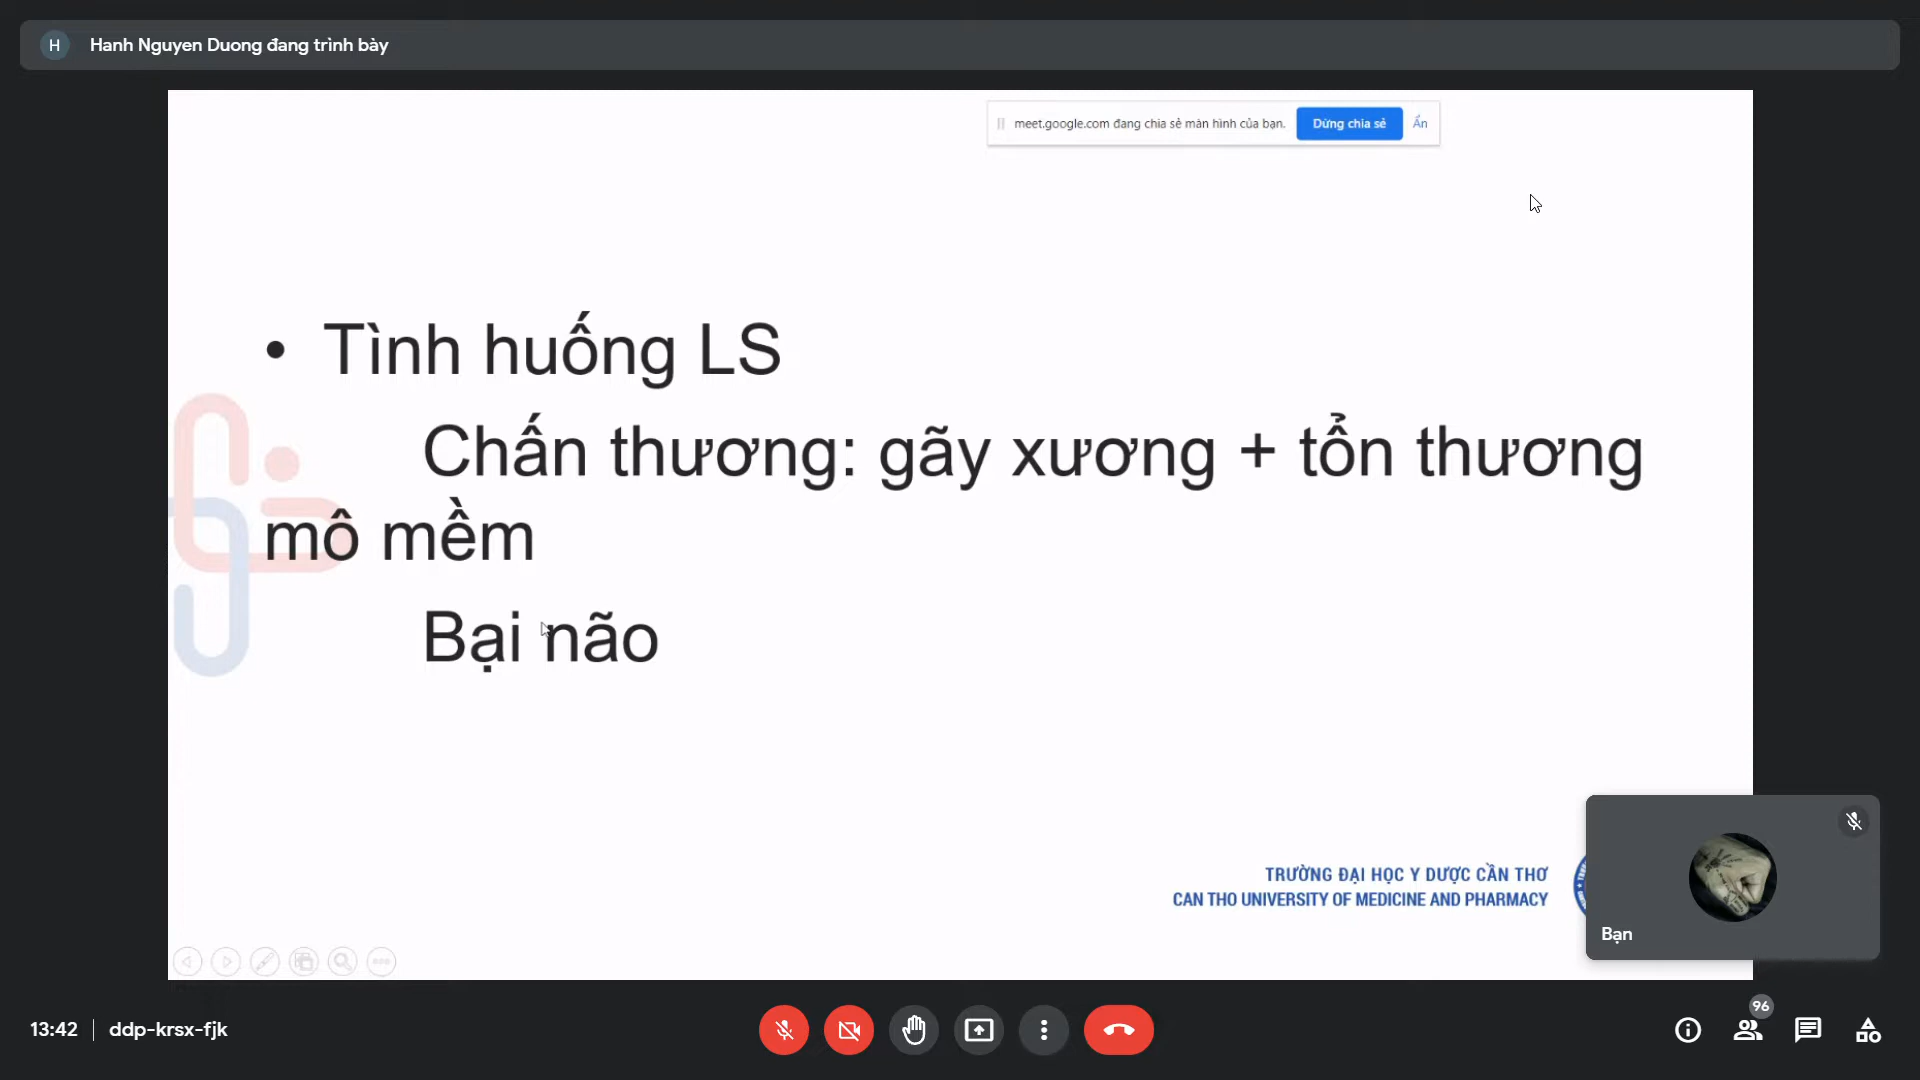 H
Hanh Nguyen Duong đang trình bày
meet.google.com đang chia sẻ màn hình của bạn.
Dừng chia sẻ
Ẩn
• Tình huống LS
Chấn thương: gãy xương + tổn thương
mô mềm
Bại não
TRƯỜNG ĐẠI HỌC Y DƯỢC CẦN THƠ
CAN THO UNIVERSITY OF MEDICINE AND PHARMACY
Bạn
13:42
ddp-krsx-fjk
96